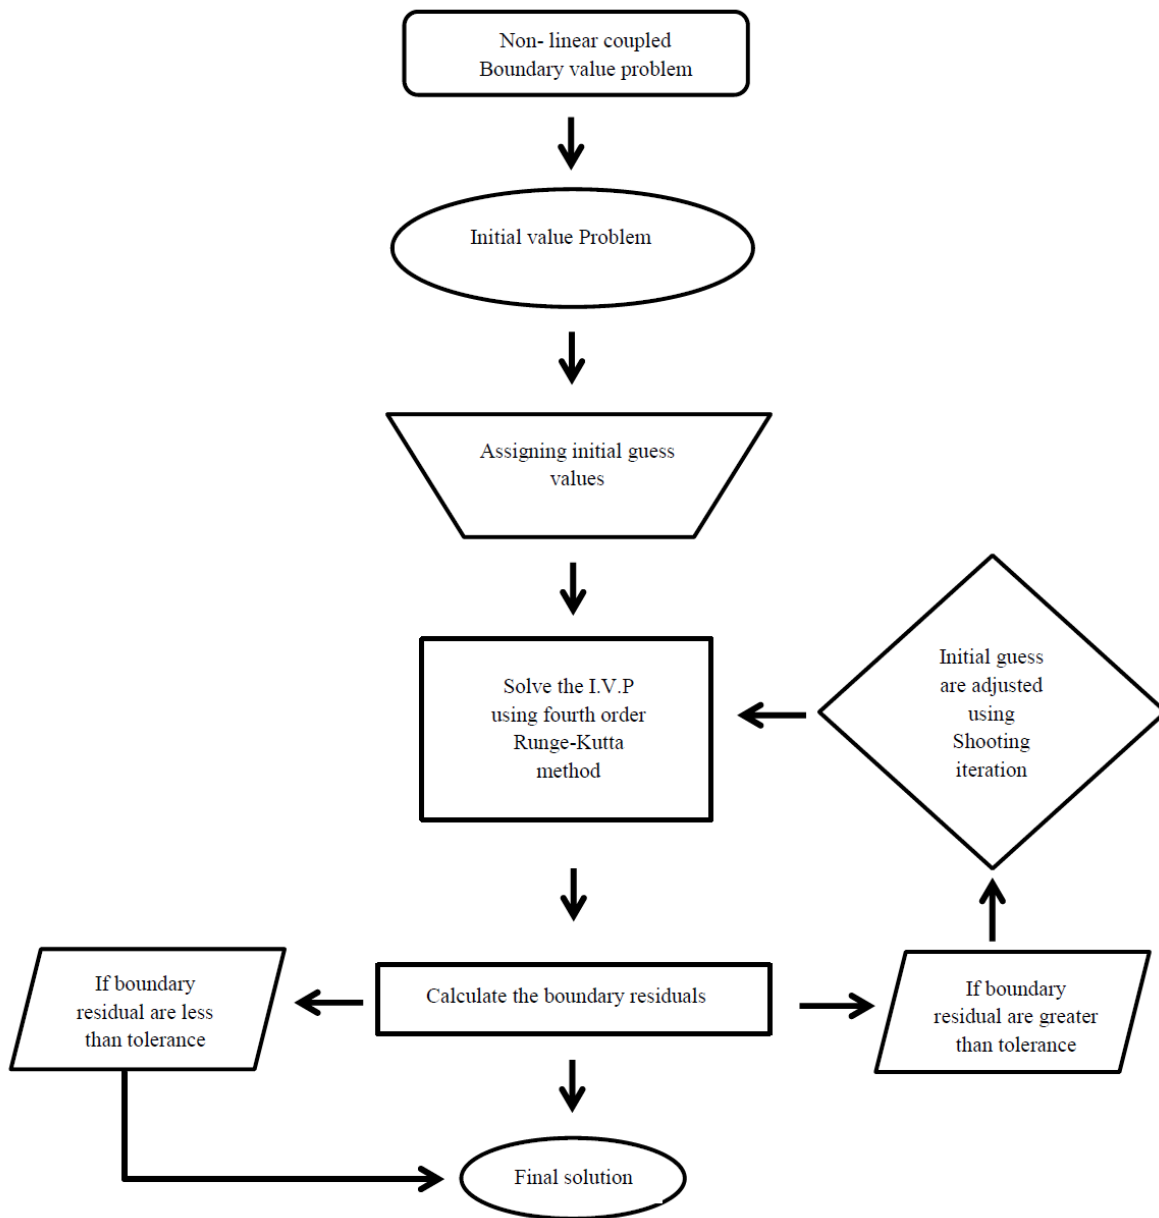 Non- linear coupled
Boundary value problem
Initial value Problem
Assigning initial guess
values
Solve the I.V.P
using fourth order
Runge-Kutta
method
Initial guess
are adjusted
using
Shooting
iteration
If boundary
residual are less
than tolerance
Calculate the boundary residuals
If boundary
residual are greater
than tolerance
Final solution